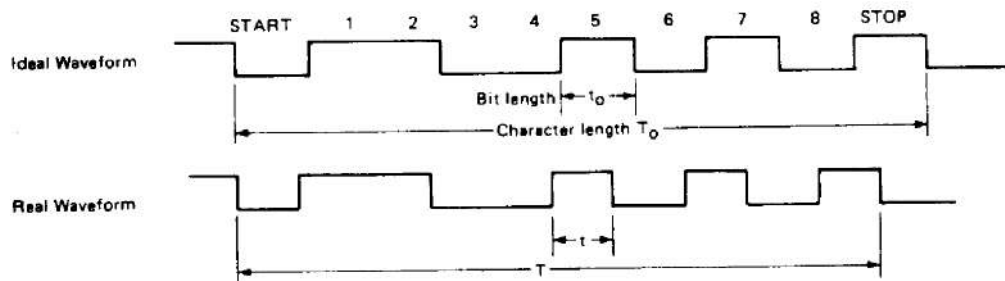 START 1 2 3 4 5 6 7 8 STOP
Ideal Waveform
Bit length t₀
Character length T₀
Real Waveform
t
T